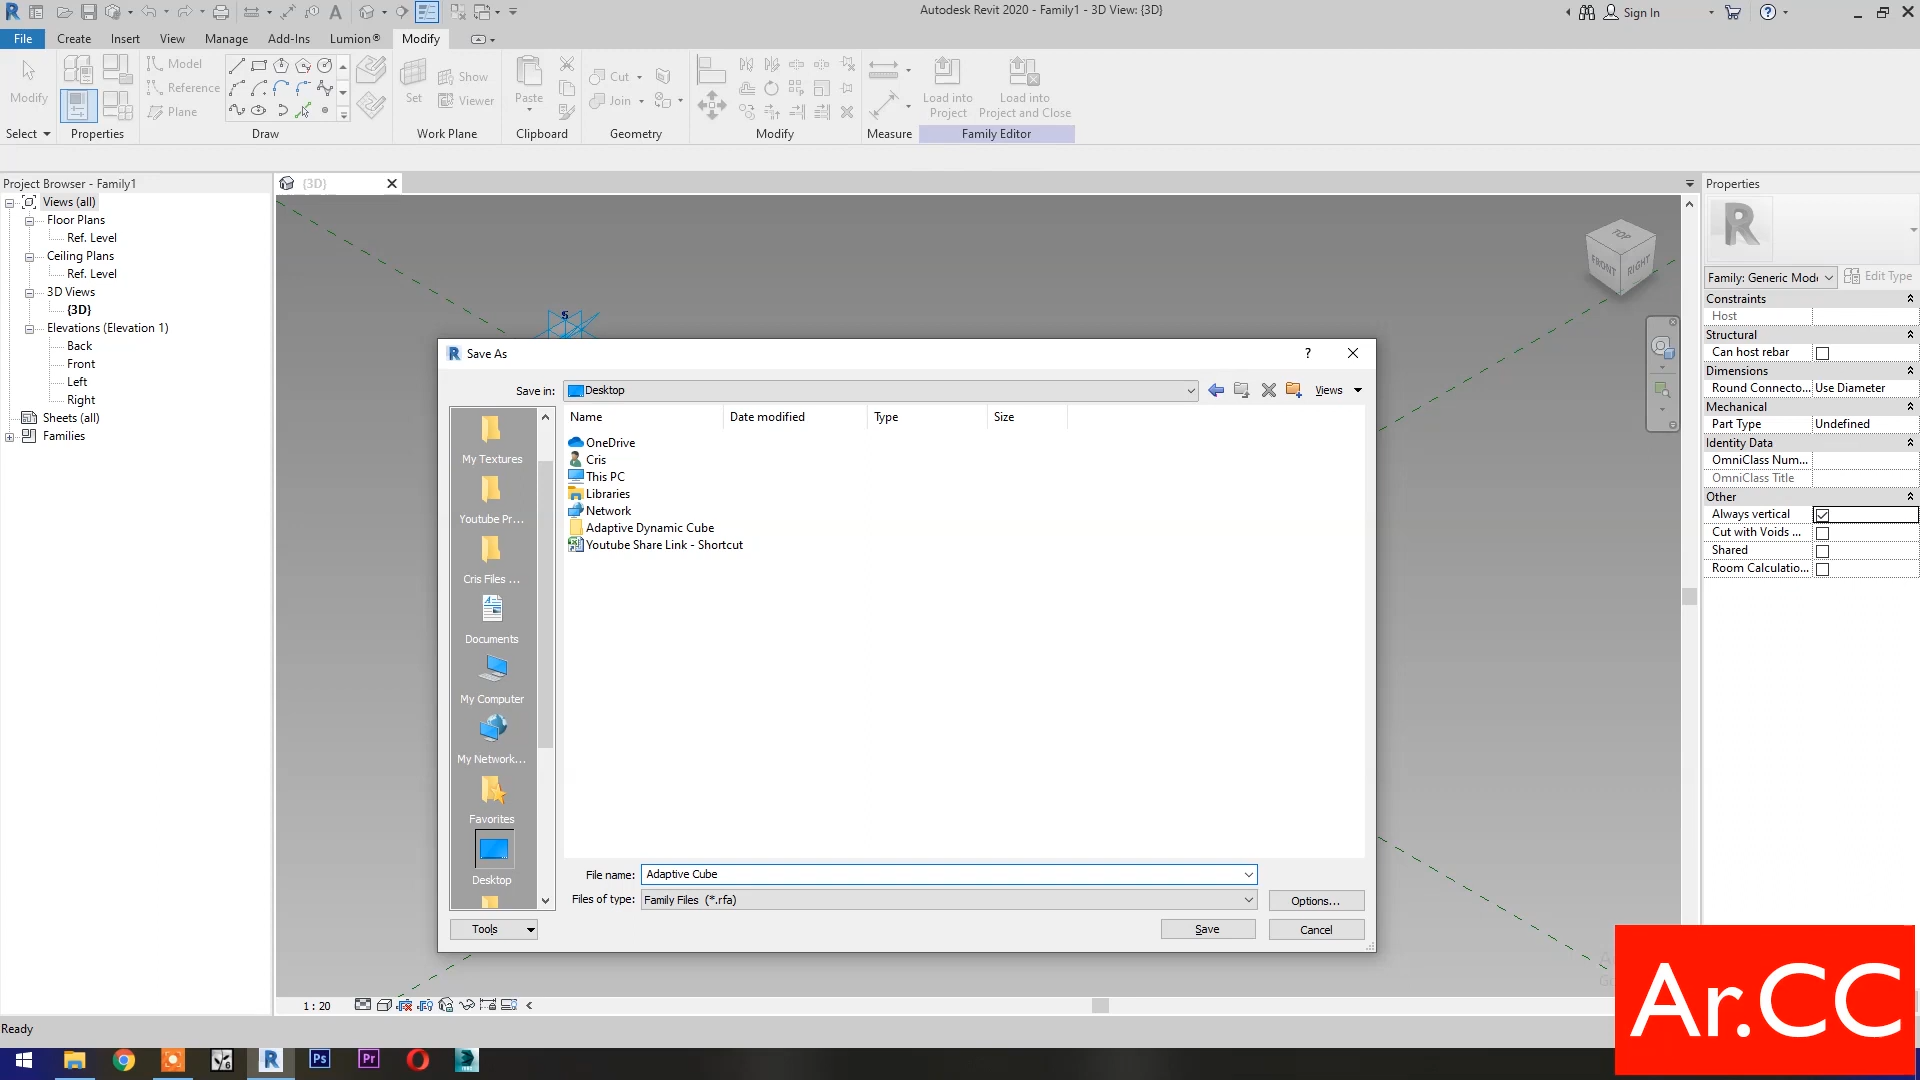 Autodesk Revit 2020 - Family1 - 3D View: {3D}
Sign In
File Create Insert View Manage Add-Ins Lumion® Modify
Modify
Model
Reference
Plane
Set
Show
Viewer
Paste
Cut
Join
Load into
Project
Load into
Project and Close
Select Properties Draw Work Plane Clipboard Geometry Modify Measure Family Editor
Project Browser - Family1
Views (all)
Floor Plans
Ref. Level
Ceiling Plans
Ref. Level
3D Views
{3D}
Elevations (Elevation 1)
Back
Front
Left
Right
Sheets (all)
Families
{3D}
5
TOP
FRONT RIGHT
Save As
?
Save in: Desktop
Views
My Textures
Youtube Pr...
Cris Files ...
Documents
My Computer
My Network...
Favorites
Desktop
Name Date modified Type Size
OneDrive
Cris
This PC
Libraries
Network
Adaptive Dynamic Cube
Youtube Share Link - Shortcut
File name: Adaptive Cube
Files of type: Family Files (*.rfa)
Options...
Tools
Save
Cancel
Properties
R
Family: Generic Mode
Edit Type
Constraints
Host
Structural
Can host rebar
Dimensions
Round Connecto... Use Diameter
Mechanical
Part Type Undefined
Identity Data
OmniClass Num...
OmniClass Title
Other
Always vertical
Cut with Voids ...
Shared
Room Calculatio...
1 : 20
Ready
R
Ps
Pr
Ar.CC